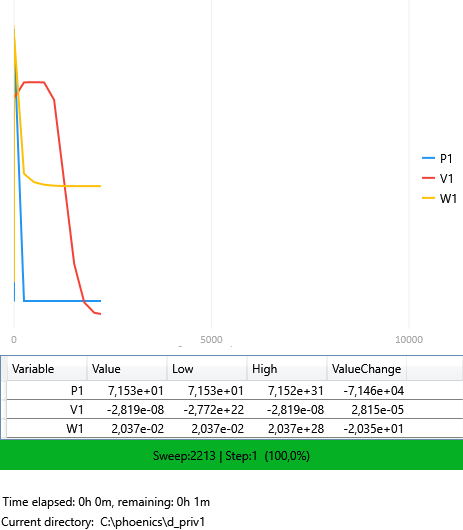 P1
V1
W1
0 5000 10000
Variable Value Low High ValueChange
P1 7,153e+01 7,153e+01 7,152e+31 -7,146e+04
V1 -2,819e-08 -2,772e+22 -2,819e-08 2,815e-05
W1 2,037e-02 2,037e-02 2,037e+28 -2,035e+01
Sweep:2213 | Step:1 (100,0%)
Time elapsed: 0h 0m, remaining: 0h 1m
Current directory: C:\phoenics\d_priv1